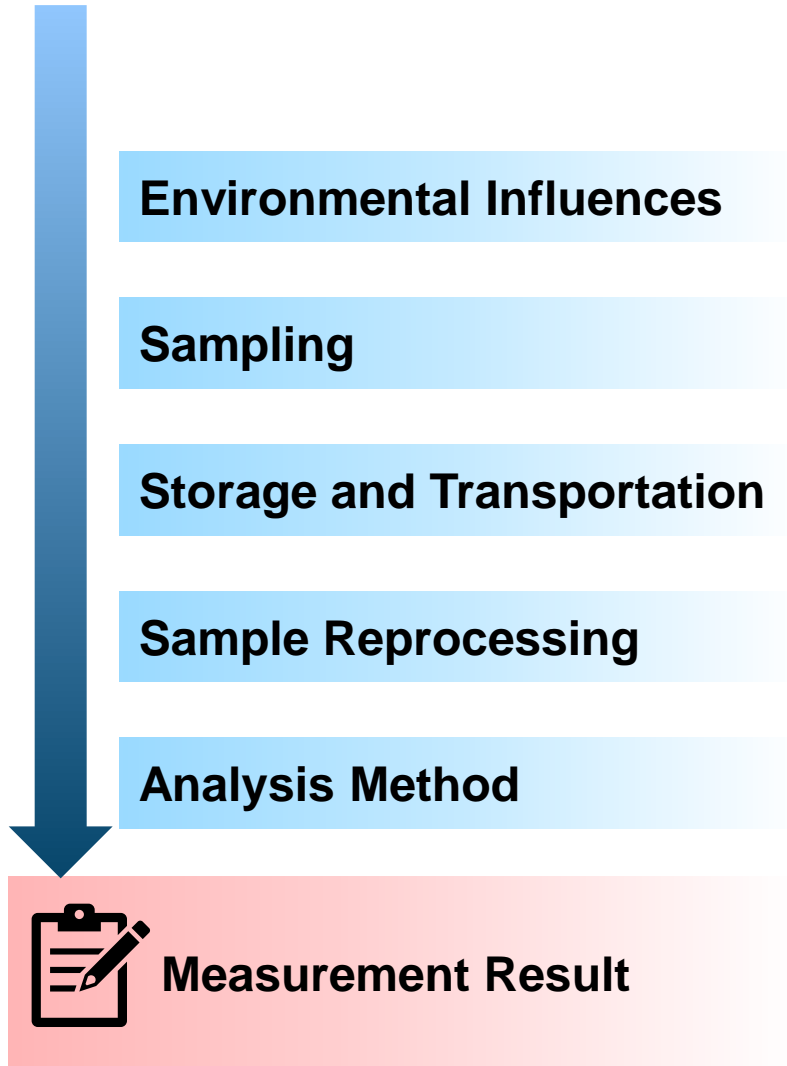 Environmental Influences
Sampling
Storage and Transportation
Sample Reprocessing
Analysis Method
Measurement Result